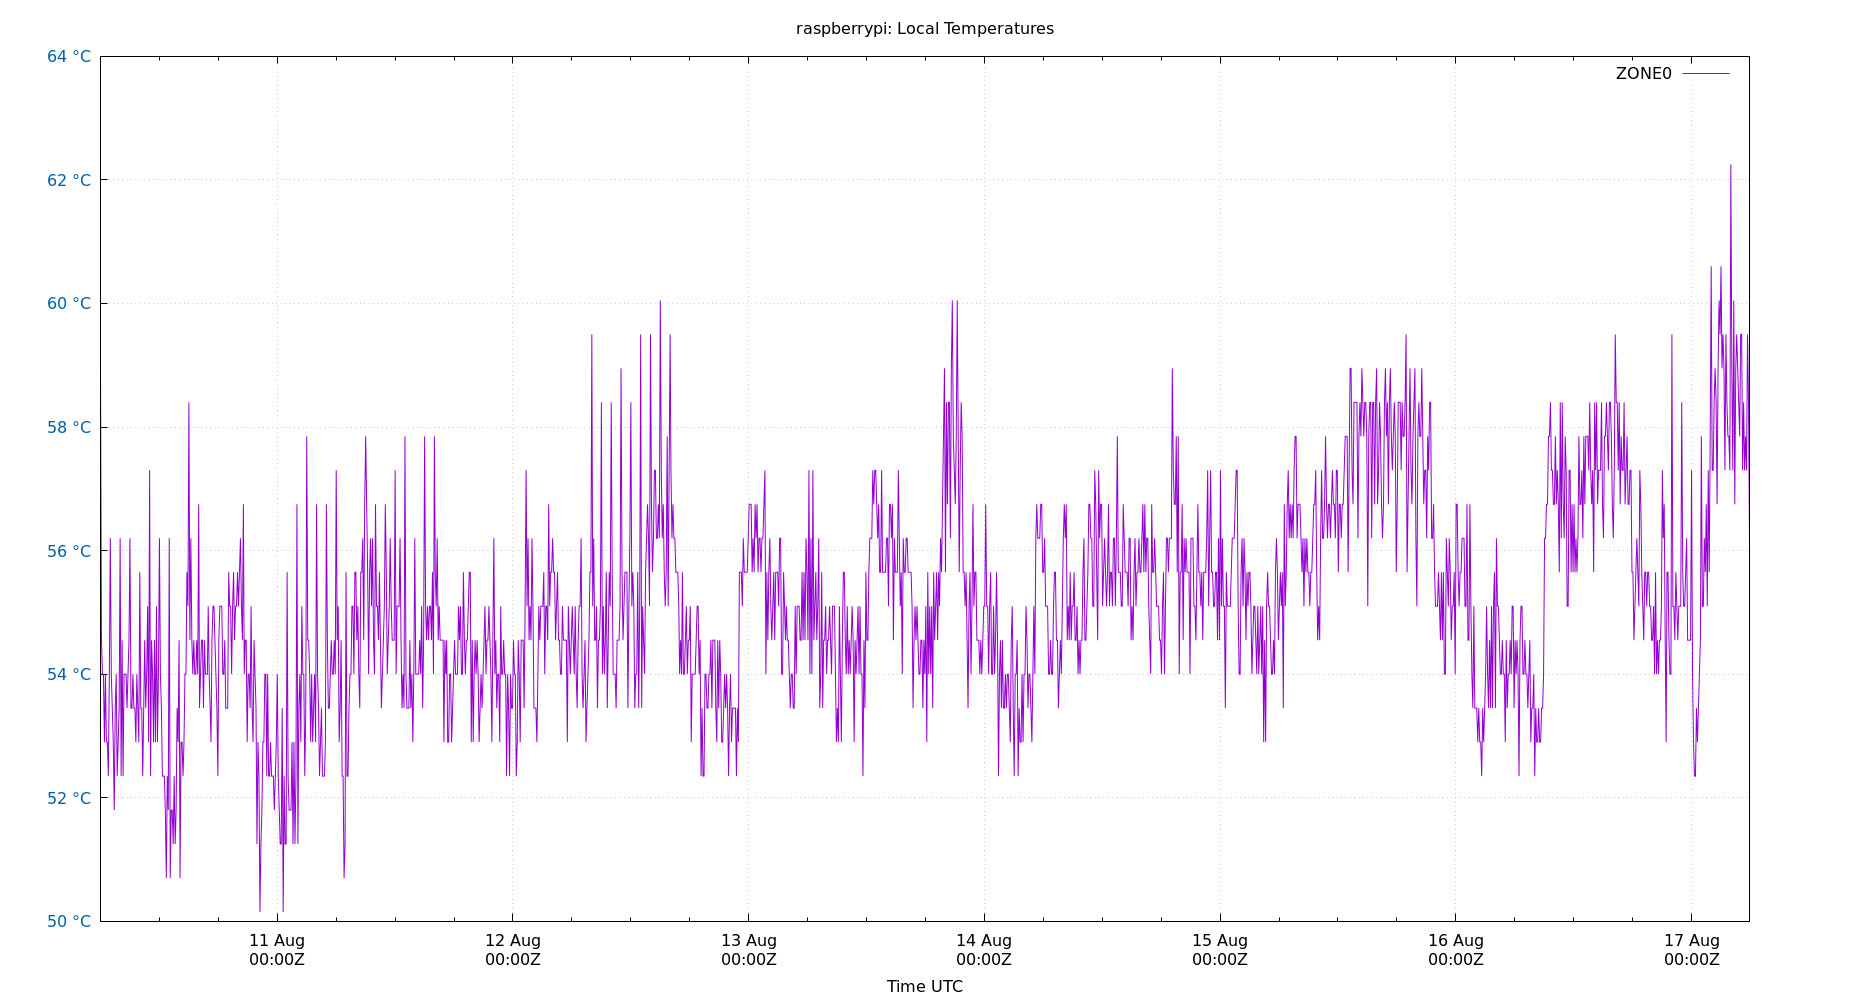 raspberrypi: Local Temperatures
64 °C
ZONE0
62 °C
60 °C
58 °C
56 °C
54 °C
52 °C
50 °C
11 Aug 12 Aug 13 Aug 14 Aug 15 Aug 16 Aug 17 Aug
00:00Z 00:00Z 00:00Z 00:00Z 00:00Z 00:00Z 00:00Z
Time UTC